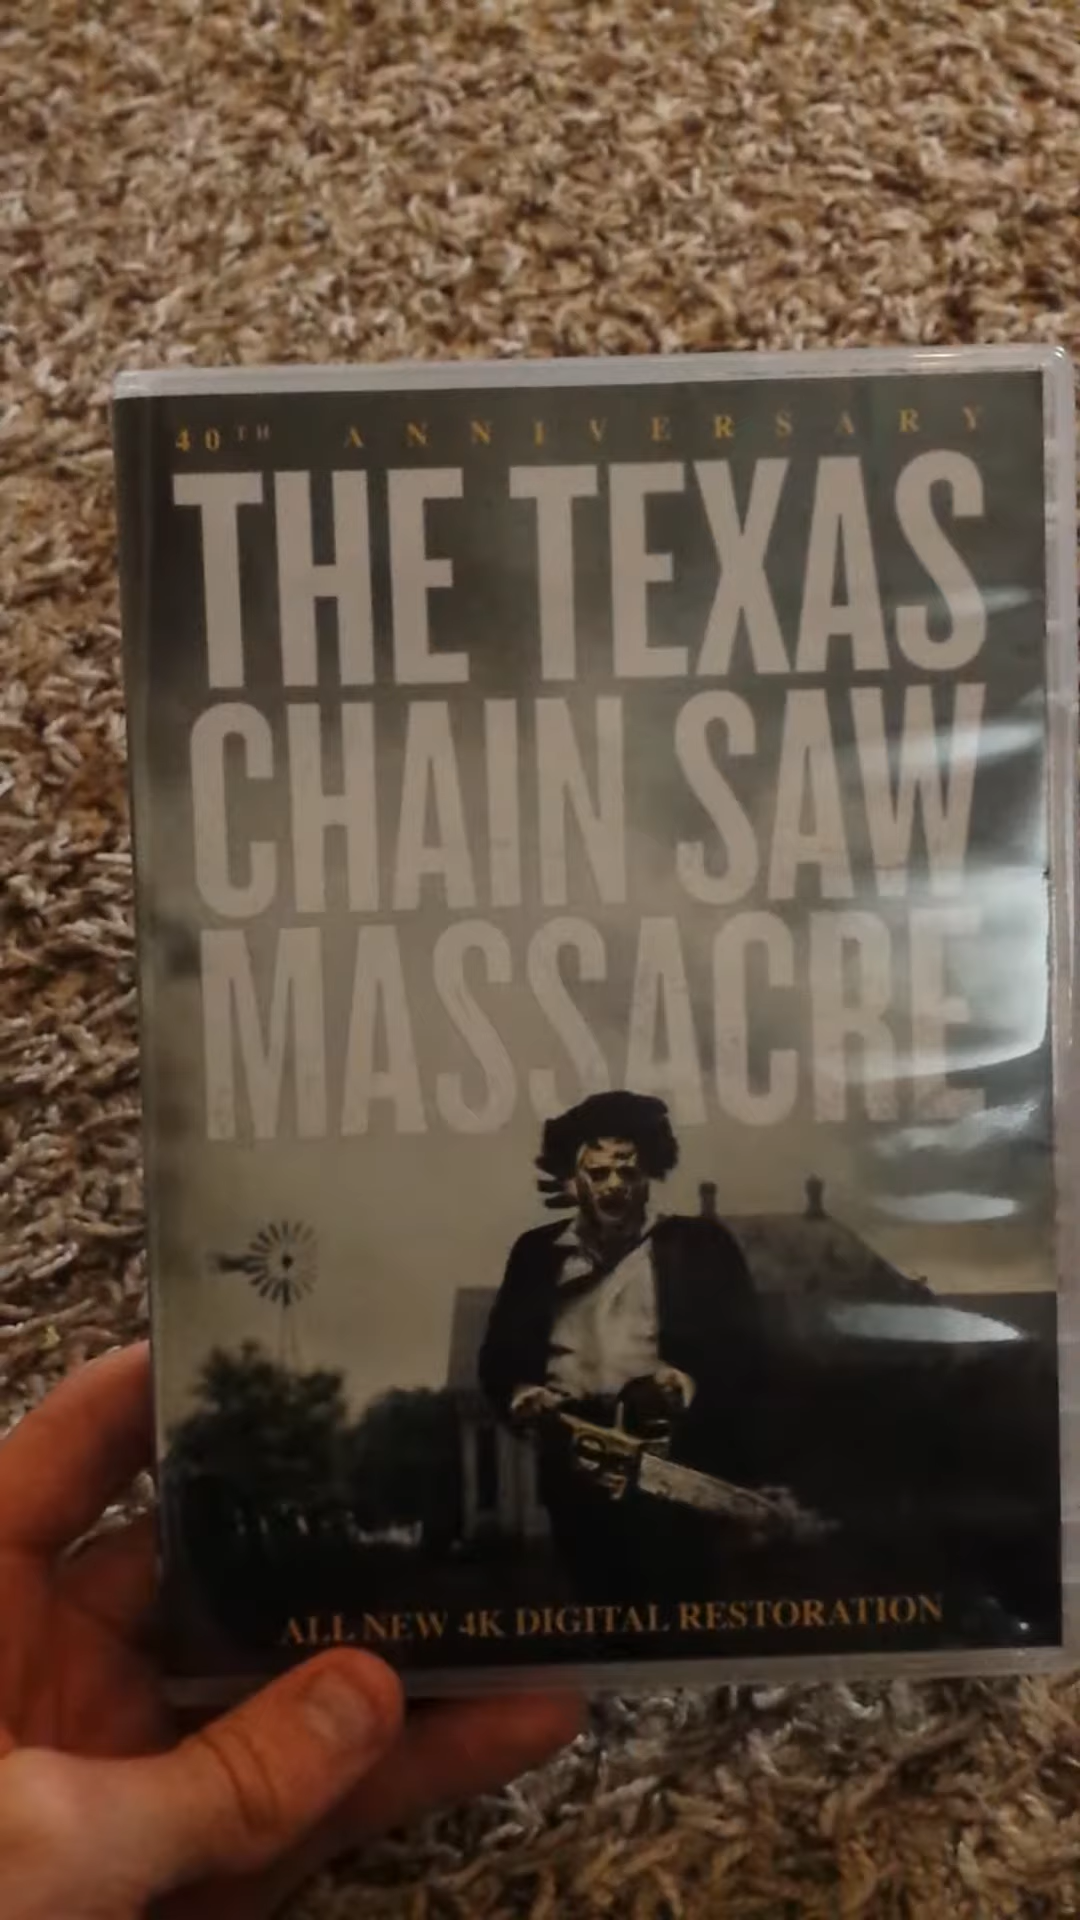 40TH ANNIVERSARY
THE TEXAS
CHAIN SAW
MASSACRE
ALL NEW 4K DIGITAL RESTORATION